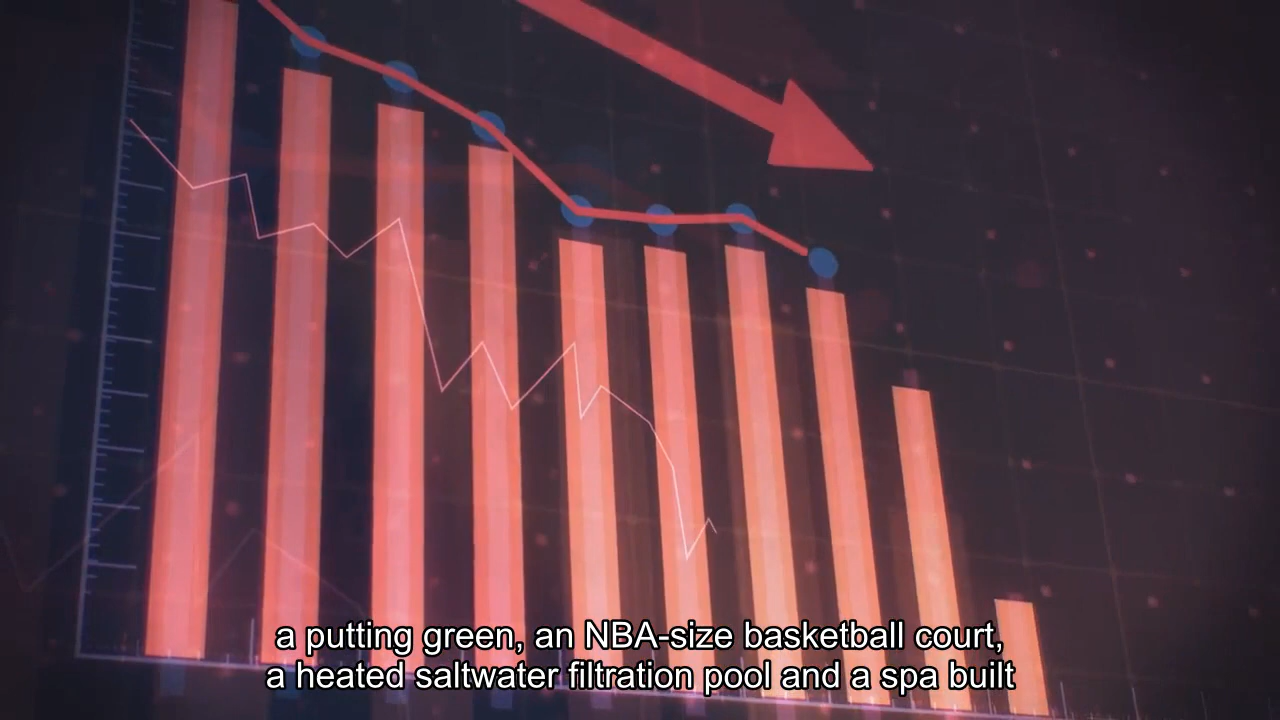 a putting green, an NBA-size basketball court,
a heated saltwater filtration pool and a spa built